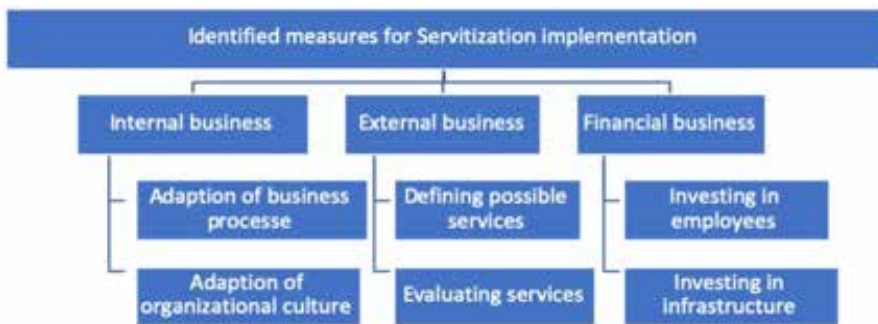 Identified measures for Servitization implementation
Internal business
External business
Financial business
Adaption of business
processe
Defining possible
services
Investing in
employees
Adaption of
organizational culture
Evaluating services
Investing in
infrastructure